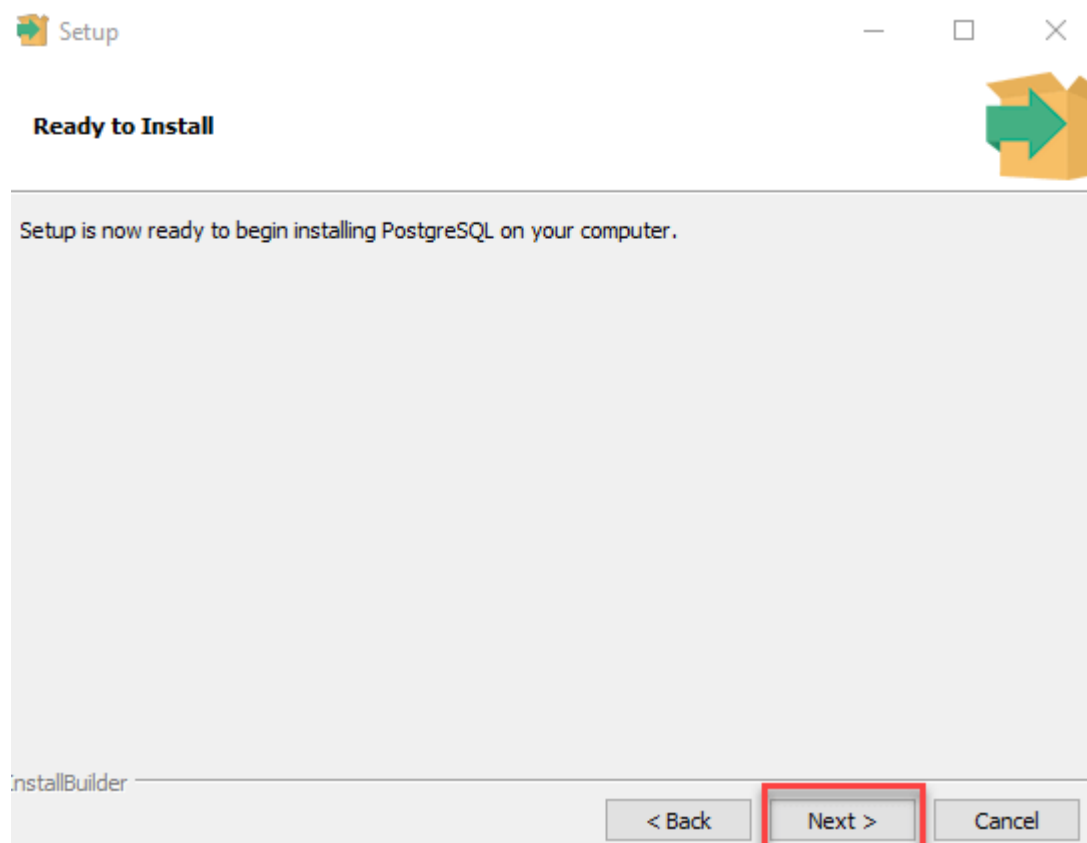 Setup
Ready to Install
Setup is now ready to begin installing PostgreSQL on your computer.
InstallBuilder
< Back
Next >
Cancel